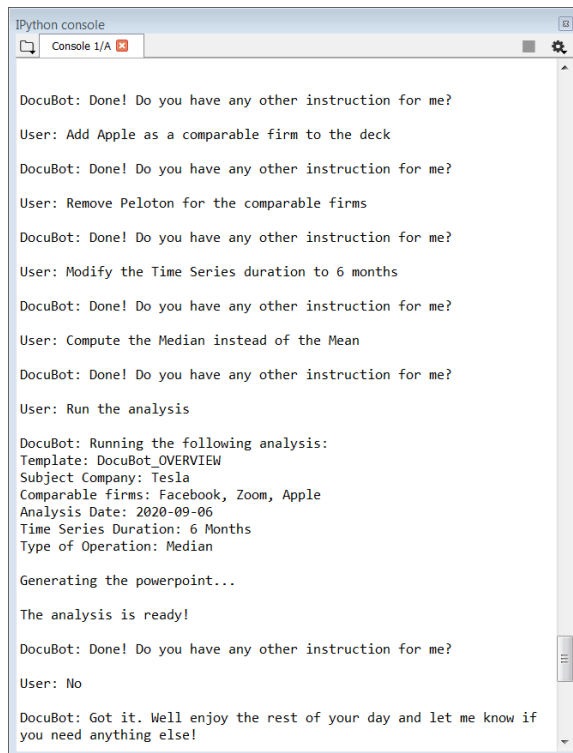 IPython console
Console 1/A
DocuBot: Done! Do you have any other instruction for me?
User: Add Apple as a comparable firm to the deck
DocuBot: Done! Do you have any other instruction for me?
User: Remove Peloton for the comparable firms
DocuBot: Done! Do you have any other instruction for me?
User: Modify the Time Series duration to 6 months
DocuBot: Done! Do you have any other instruction for me?
User: Compute the Median instead of the Mean
DocuBot: Done! Do you have any other instruction for me?
User: Run the analysis
DocuBot: Running the following analysis:
Template: DocuBot_OVERVIEW
Subject Company: Tesla
Comparable firms: Facebook, Zoom, Apple
Analysis Date: 2020-09-06
Time Series Duration: 6 Months
Type of Operation: Median
Generating the powerpoint...
The analysis is ready!
DocuBot: Done! Do you have any other instruction for me?
User: No
DocuBot: Got it. Well enjoy the rest of your day and let me know if
you need anything else!